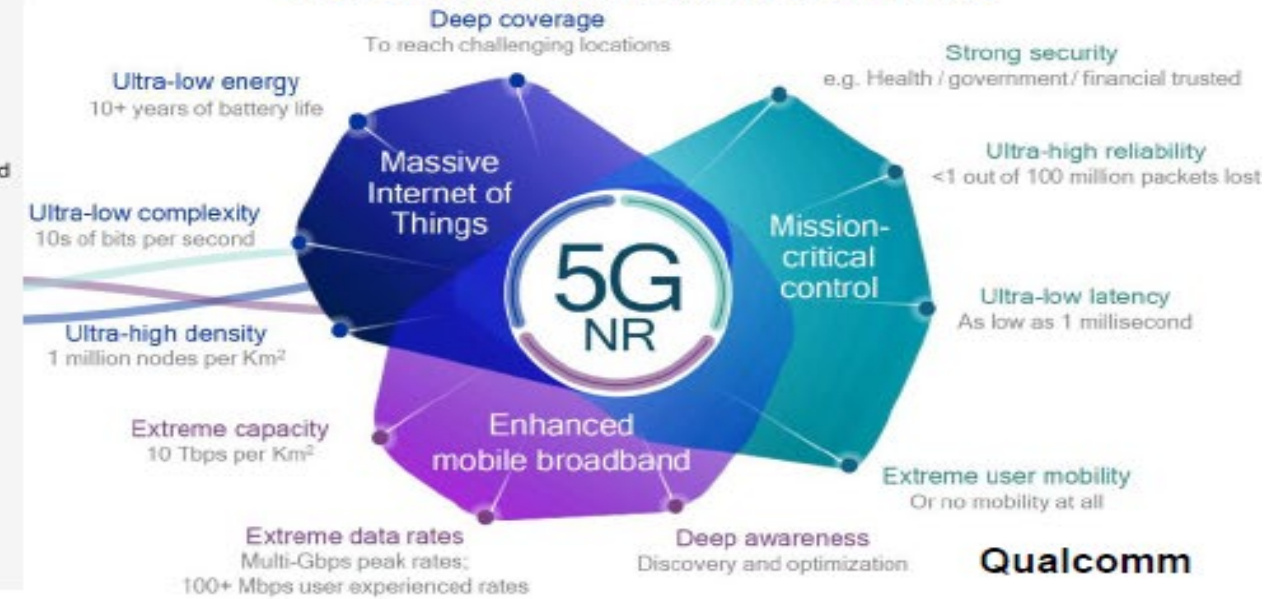 Deep coverage
To reach challenging locations
Strong security
e.g. Health / government / financial trusted
Ultra-low energy
10+ years of battery life
Ultra-high reliability
<1 out of 100 million packets lost
Massive
Internet of
Things
d
Ultra-low complexity
10s of bits per second
Mission-
critical
control
5G
NR
Ultra-low latency
As low as 1 millisecond
Ultra-high density
1 million nodes per Km²
Extreme capacity
10 Tbps per Km²
Enhanced
mobile broadband
Extreme user mobility
Or no mobility at all
Extreme data rates
Multi-Gbps peak rates;
100+ Mbps user experienced rates
Deep awareness
Discovery and optimization
Qualcomm